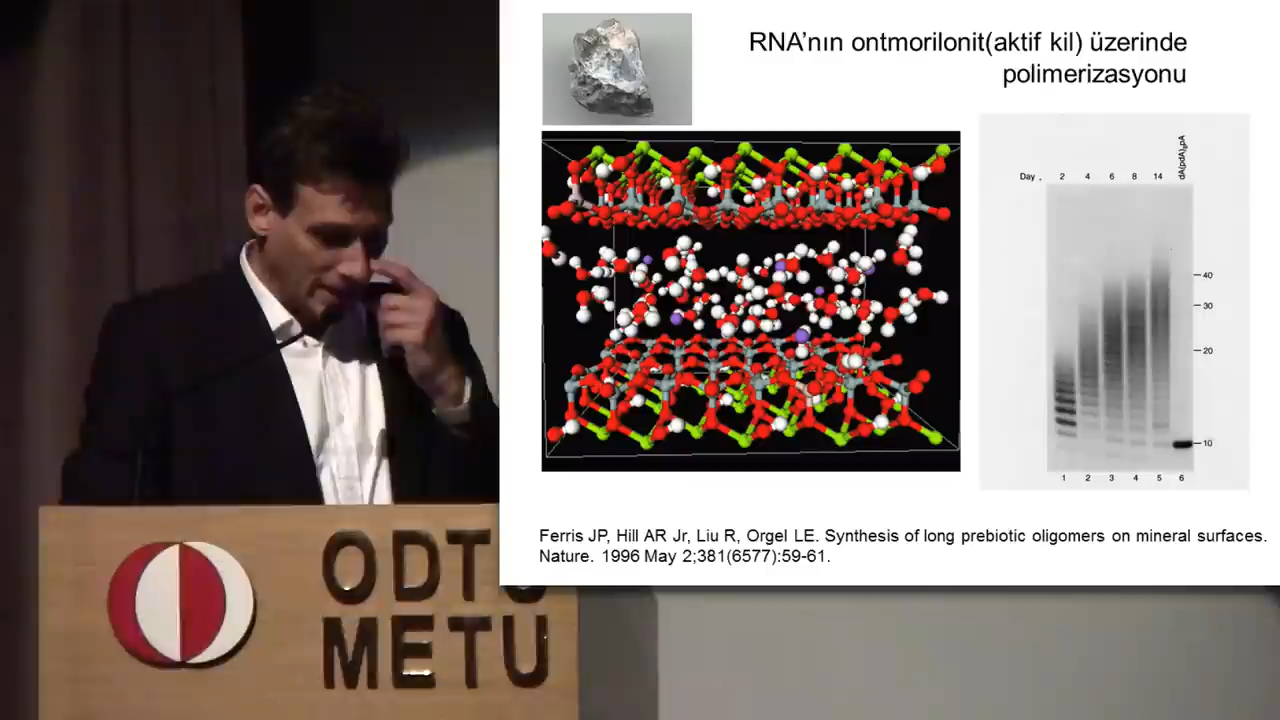 RNA'nın ontmorilonit(aktif kil) üzerinde
polimerizasyonu
dA(pdA)₉pA
Day . 2 4 6 8 14
40
30
20
10
1 2 3 4 5 6
Ferris JP, Hill AR Jr, Liu R, Orgel LE. Synthesis of long prebiotic oligomers on mineral surfaces.
Nature. 1996 May 2;381(6577):59-61.
ODTÜ
METU